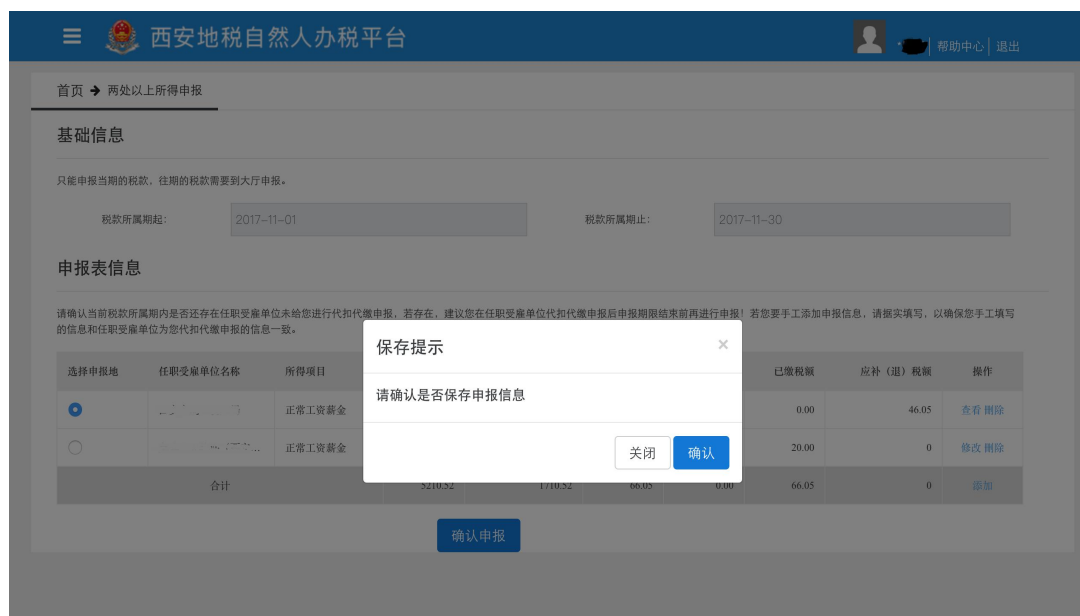 西安地税自然人办税平台
帮助中心 退出
首页 两处以上所得申报
基础信息
只能申报当期的税款，往期的税款需要到大厅申报。
税款所属期起: 2017-11-01 税款所属期止: 2017-11-30
申报表信息
请确认当前税款所属期内是否还存在任职受雇单位未给您进行代扣代缴申报，若存在，建议您在任职受雇单位代扣代缴申报后申报期限结束前再进行申报！若您要手工添加申报信息，请据实填写，以确保您手工填写
的信息和任职受雇单位为您代扣代缴申报的信息一致。
保存提示 ×
请确认是否保存申报信息
关闭 确认
选择申报地 任职受雇单位名称 所得项目 已缴税额 应补（退）税额 操作
正常工资薪金 0.00 46.05 查看 删除
正常工资薪金 20.00 0 修改 删除
合计 5210.52 1710.52 66.05 0.00 66.05 0 添加
确认申报